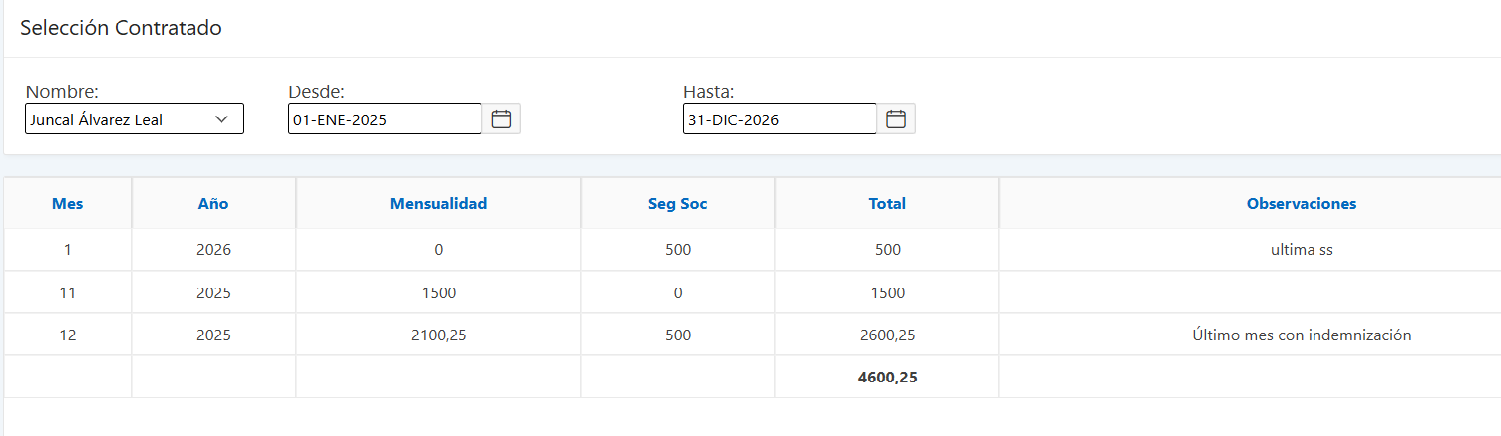 Selección Contratado
Nombre: Desde: Hasta:
Juncal Álvarez Leal 01-ENE-2025 31-DIC-2026
Mes Año Mensualidad Seg Soc Total Observaciones
1 2026 0 500 500 ultima ss
11 2025 1500 0 1500
12 2025 2100,25 500 2600,25 Último mes con indemnización
4600,25